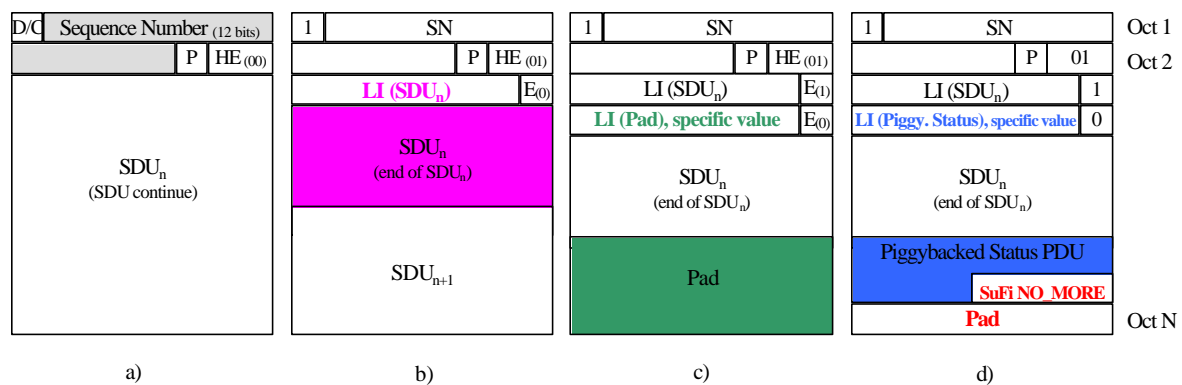 D/C Sequence Number (12 bits) 1 SN 1 SN 1 SN Oct 1
P HE (00) P HE (01) P HE (01) P 01 Oct 2
LI (SDUn) E(0) LI (SDUn) E(1) LI (SDUn) 1
LI (Pad), specific value E(0) LI (Piggy. Status), specific value 0
SDUn
(SDU continue)
SDUn
(end of SDUn)
SDUn+1
SDUn
(end of SDUn)
Pad
SDUn
(end of SDUn)
Piggybacked Status PDU
SuFi NO_MORE
Pad Oct N
a) b) c) d)